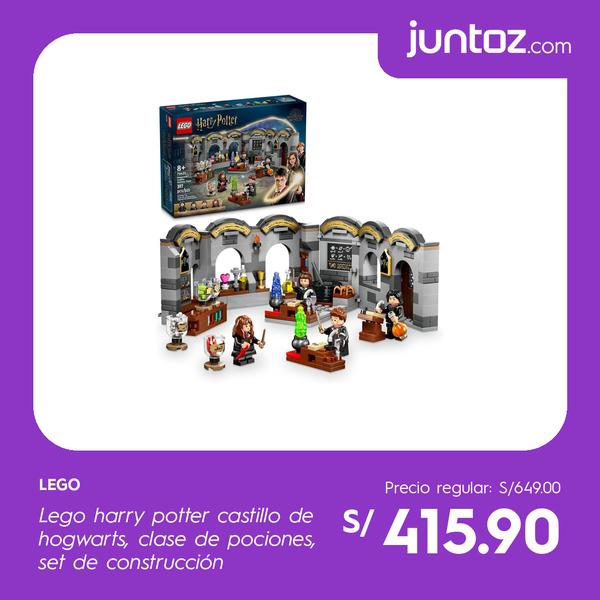 juntoz.com
LEGO
Harry Potter
8+
LEGO
Precio regular: S/649.00
Lego harry potter castillo de
hogwarts, clase de pociones,
set de construcción
S/ 415.90